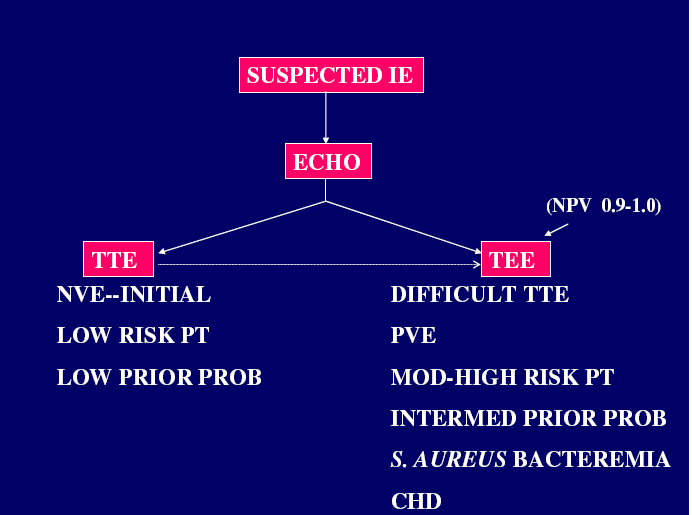 SUSPECTED IE
ECHO
(NPV 0.9-1.0)
TTE
TEE
NVE--INITIAL
LOW RISK PT
LOW PRIOR PROB
DIFFICULT TTE
PVE
MOD-HIGH RISK PT
INTERMED PRIOR PROB
S. AUREUS BACTEREMIA
CHD